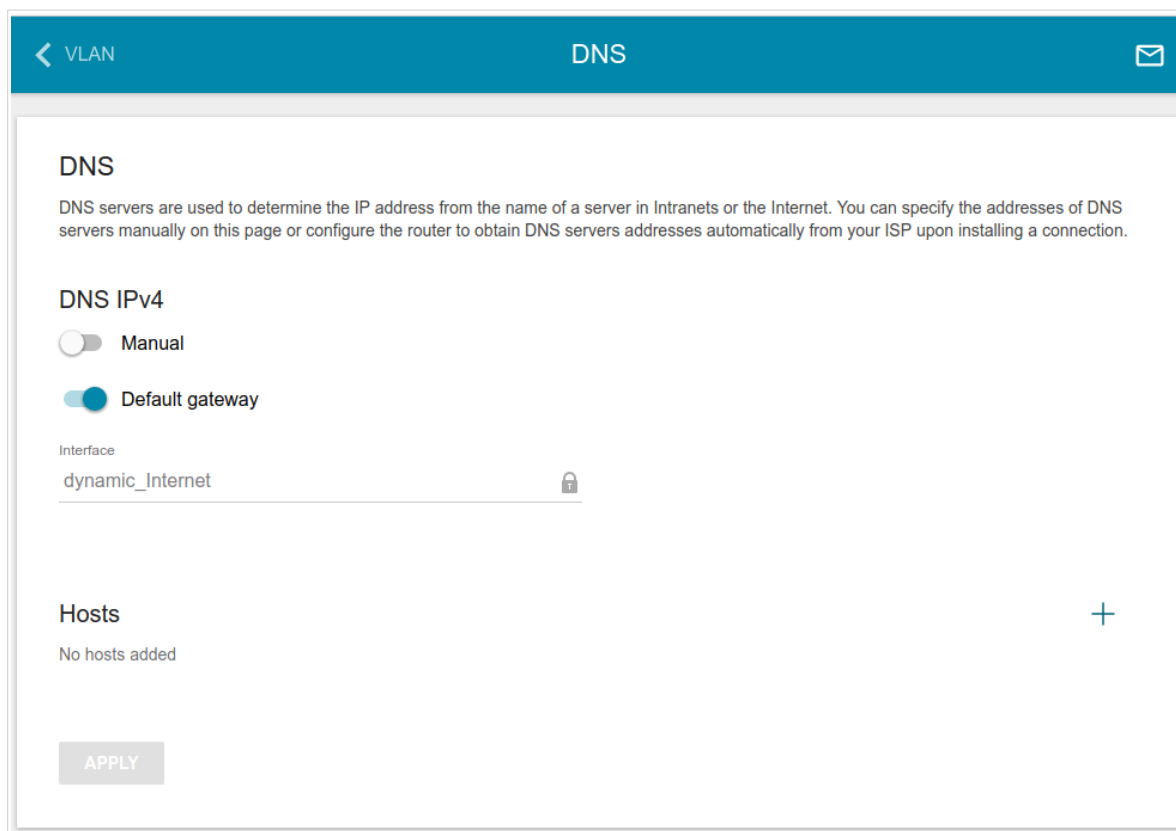 VLAN
DNS
DNS
DNS servers are used to determine the IP address from the name of a server in Intranets or the Internet. You can specify the addresses of DNS
servers manually on this page or configure the router to obtain DNS servers addresses automatically from your ISP upon installing a connection.
DNS IPv4
Manual
Default gateway
Interface
dynamic_Internet
Hosts
No hosts added
APPLY